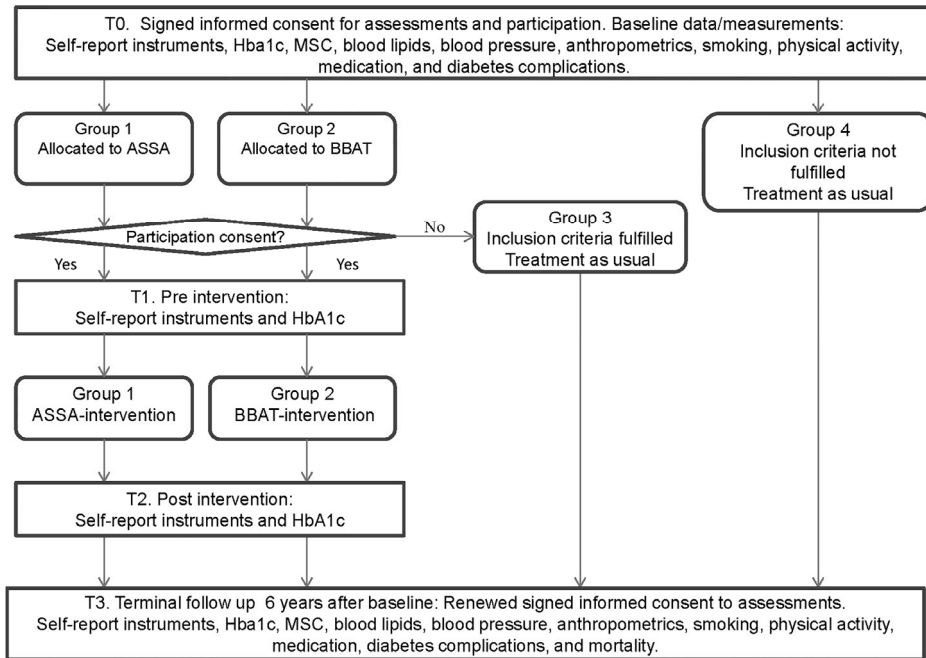 T0. Signed informed consent for assessments and participation. Baseline data/measurements:
Self-report instruments, Hba1c, MSC, blood lipids, blood pressure, anthropometrics, smoking, physical activity,
medication, and diabetes complications.
Group 1
Allocated to ASSA
Group 2
Allocated to BBAT
Group 4
Inclusion criteria not
fulfilled
Treatment as usual
Participation consent?
No
Group 3
Inclusion criteria fulfilled
Treatment as usual
Yes
Yes
T1. Pre intervention:
Self-report instruments and HbA1c
Group 1
ASSA-intervention
Group 2
BBAT-intervention
T2. Post intervention:
Self-report instruments and HbA1c
T3. Terminal follow up 6 years after baseline: Renewed signed informed consent to assessments.
Self-report instruments, Hba1c, MSC, blood lipids, blood pressure, anthropometrics, smoking, physical activity,
medication, diabetes complications, and mortality.